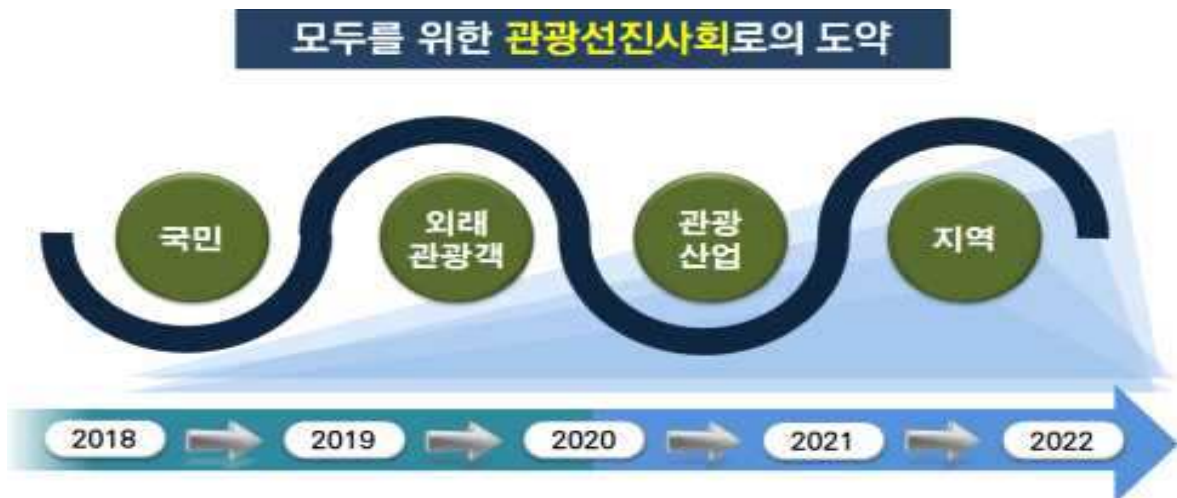 모두를 위한 관광선진사회로의 도약
국민
외래
관광객
관광
산업
지역
2018
2019
2020
2021
2022